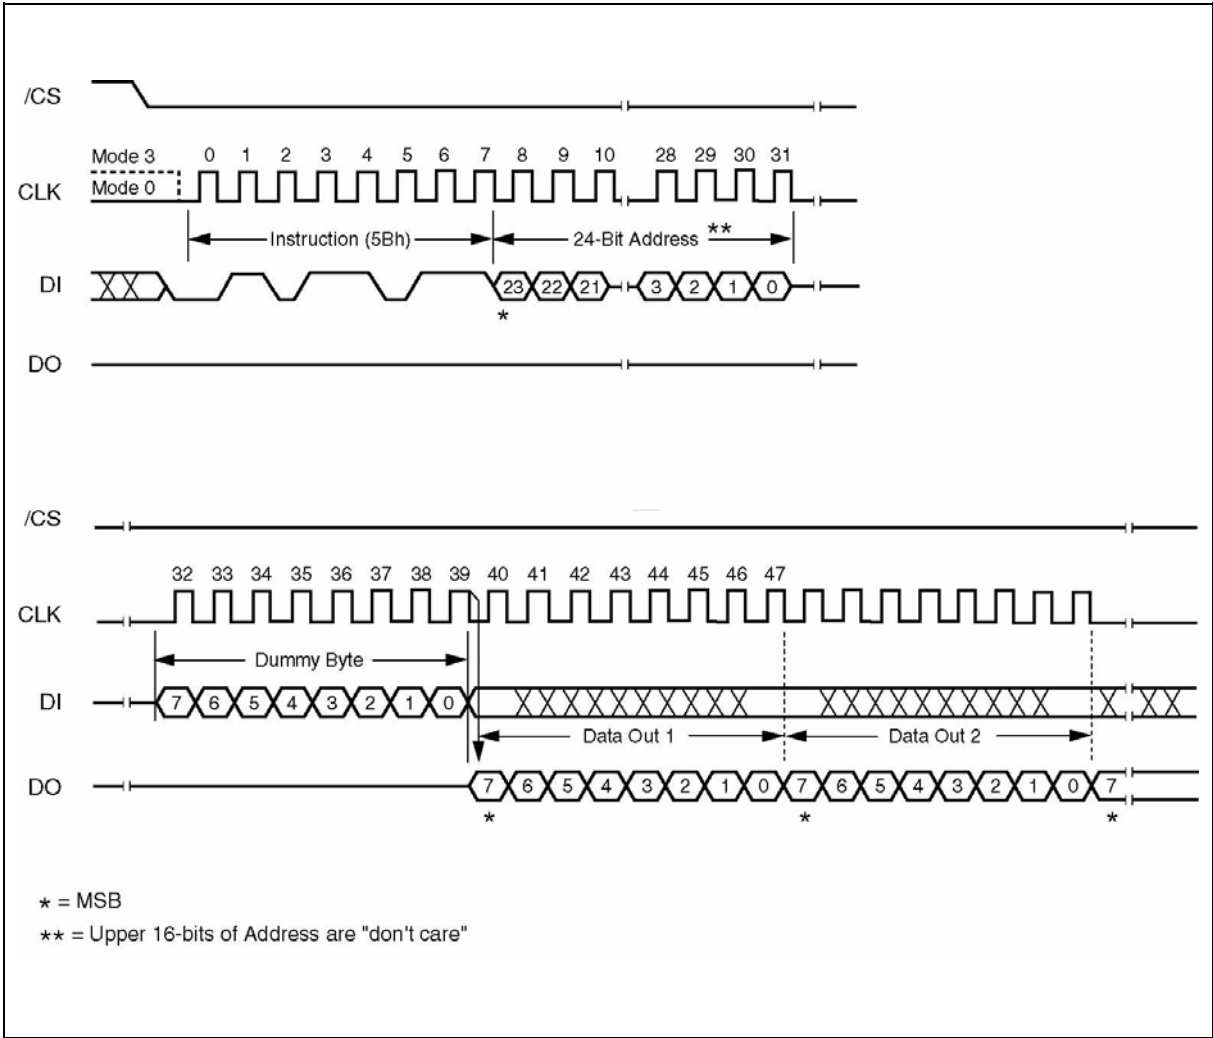 /CS
Mode 3 0 1 2 3 4 5 6 7 8 9 10 28 29 30 31
CLK Mode 0
Instruction (5Bh) 24-Bit Address **
DI 23 22 21 3 2 1 0
*
DO
/CS
32 33 34 35 36 37 38 39 40 41 42 43 44 45 46 47
CLK
Dummy Byte
DI 7 6 5 4 3 2 1 0
Data Out 1 Data Out 2
DO 7 6 5 4 3 2 1 0 7 6 5 4 3 2 1 0 7
* * *
* = MSB
** = Upper 16-bits of Address are "don't care"